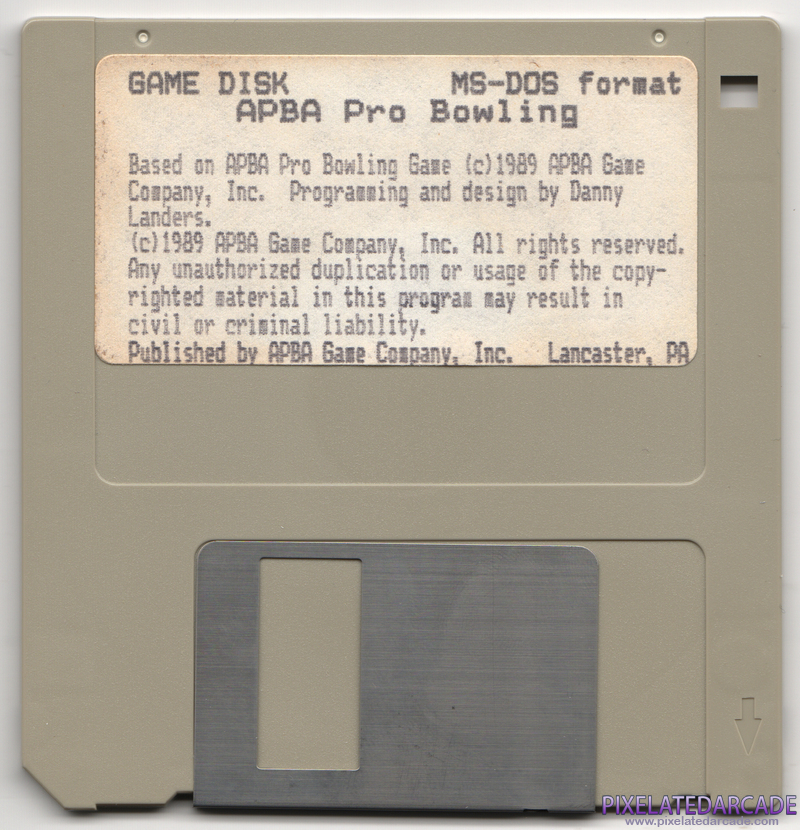 GAME DISK MS-DOS format
APBA Pro Bowling
Based on APBA Pro Bowling Game (c)1989 APBA Game
Company, Inc. Programming and design by Danny
Landers.
(c)1989 APBA Game Company, Inc. All rights reserved.
Any unauthorized duplication or usage of the copy-
righted material in this program may result in
civil or criminal liability.
Published by APBA Game Company, Inc. Lancaster, PA
PIXELATEDARCADE
www.pixelatedarcade.com